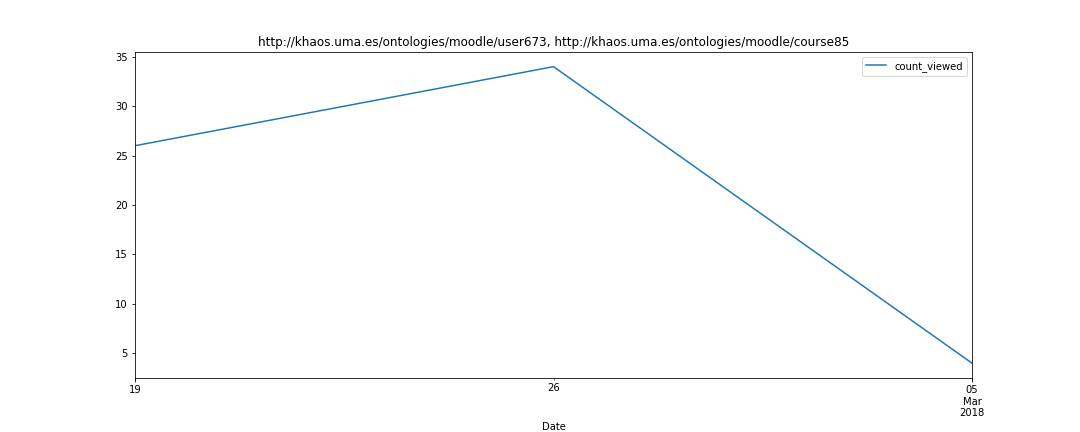 http://khaos.uma.es/ontologies/moodle/user673, http://khaos.uma.es/ontologies/moodle/course85
count_viewed
35
30
25
20
15
10
5
19
26
05
Mar
2018
Date